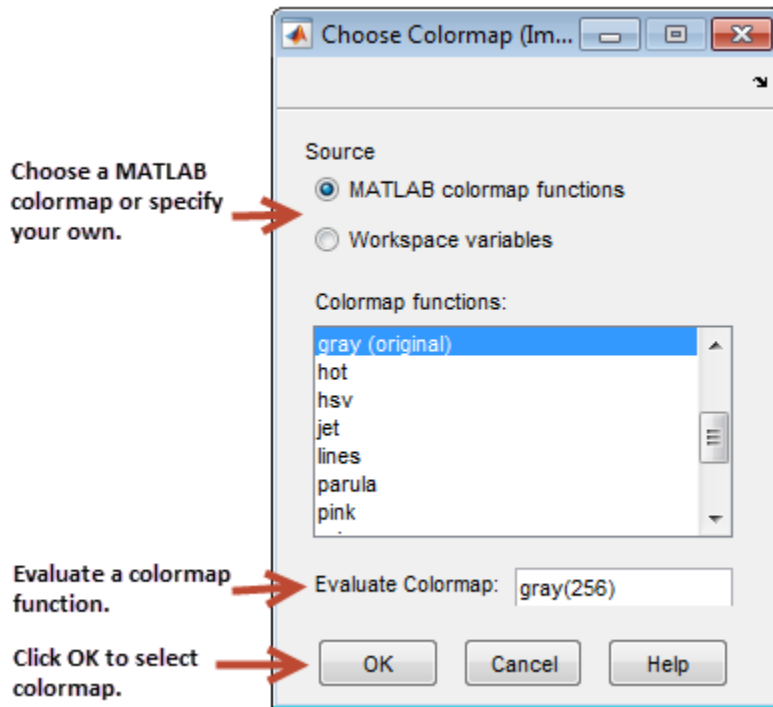 Choose Colormap (Im...
Source
Choose a MATLAB
colormap or specify
your own.
MATLAB colormap functions
Workspace variables
Colormap functions:
gray (original)
hot
hsv
jet
lines
parula
pink
Evaluate a colormap
function.
Evaluate Colormap:
gray(256)
Click OK to select
colormap.
OK
Cancel
Help